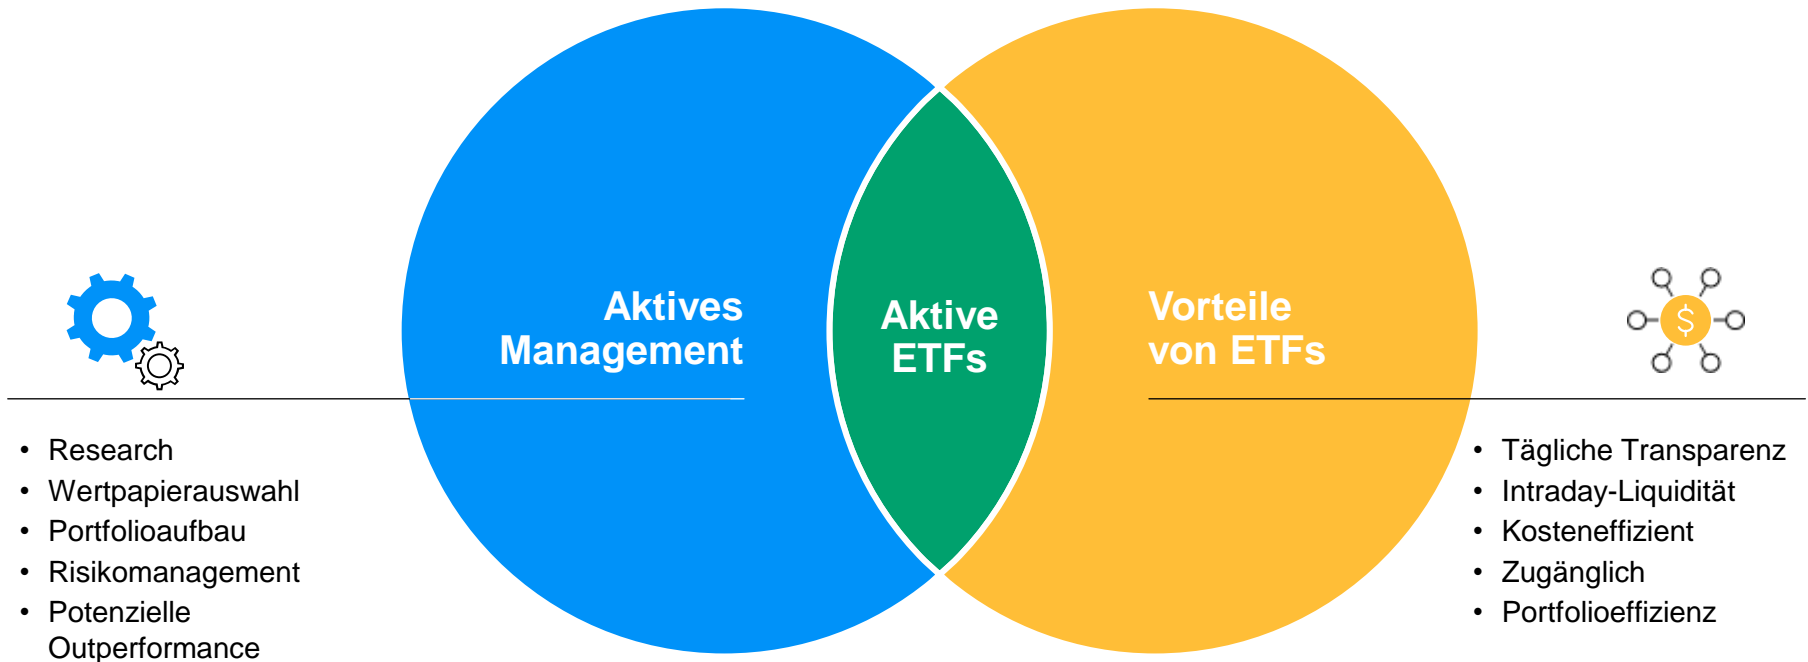 Aktives
Management
Aktive
ETFs
Vorteile
von ETFs
$
• Research
• Wertpapierauswahl
• Portfolioaufbau
• Risikomanagement
• Potenzielle
Outperformance
• Tägliche Transparenz
• Intraday-Liquidität
• Kosteneffizient
• Zugänglich
• Portfolioeffizienz